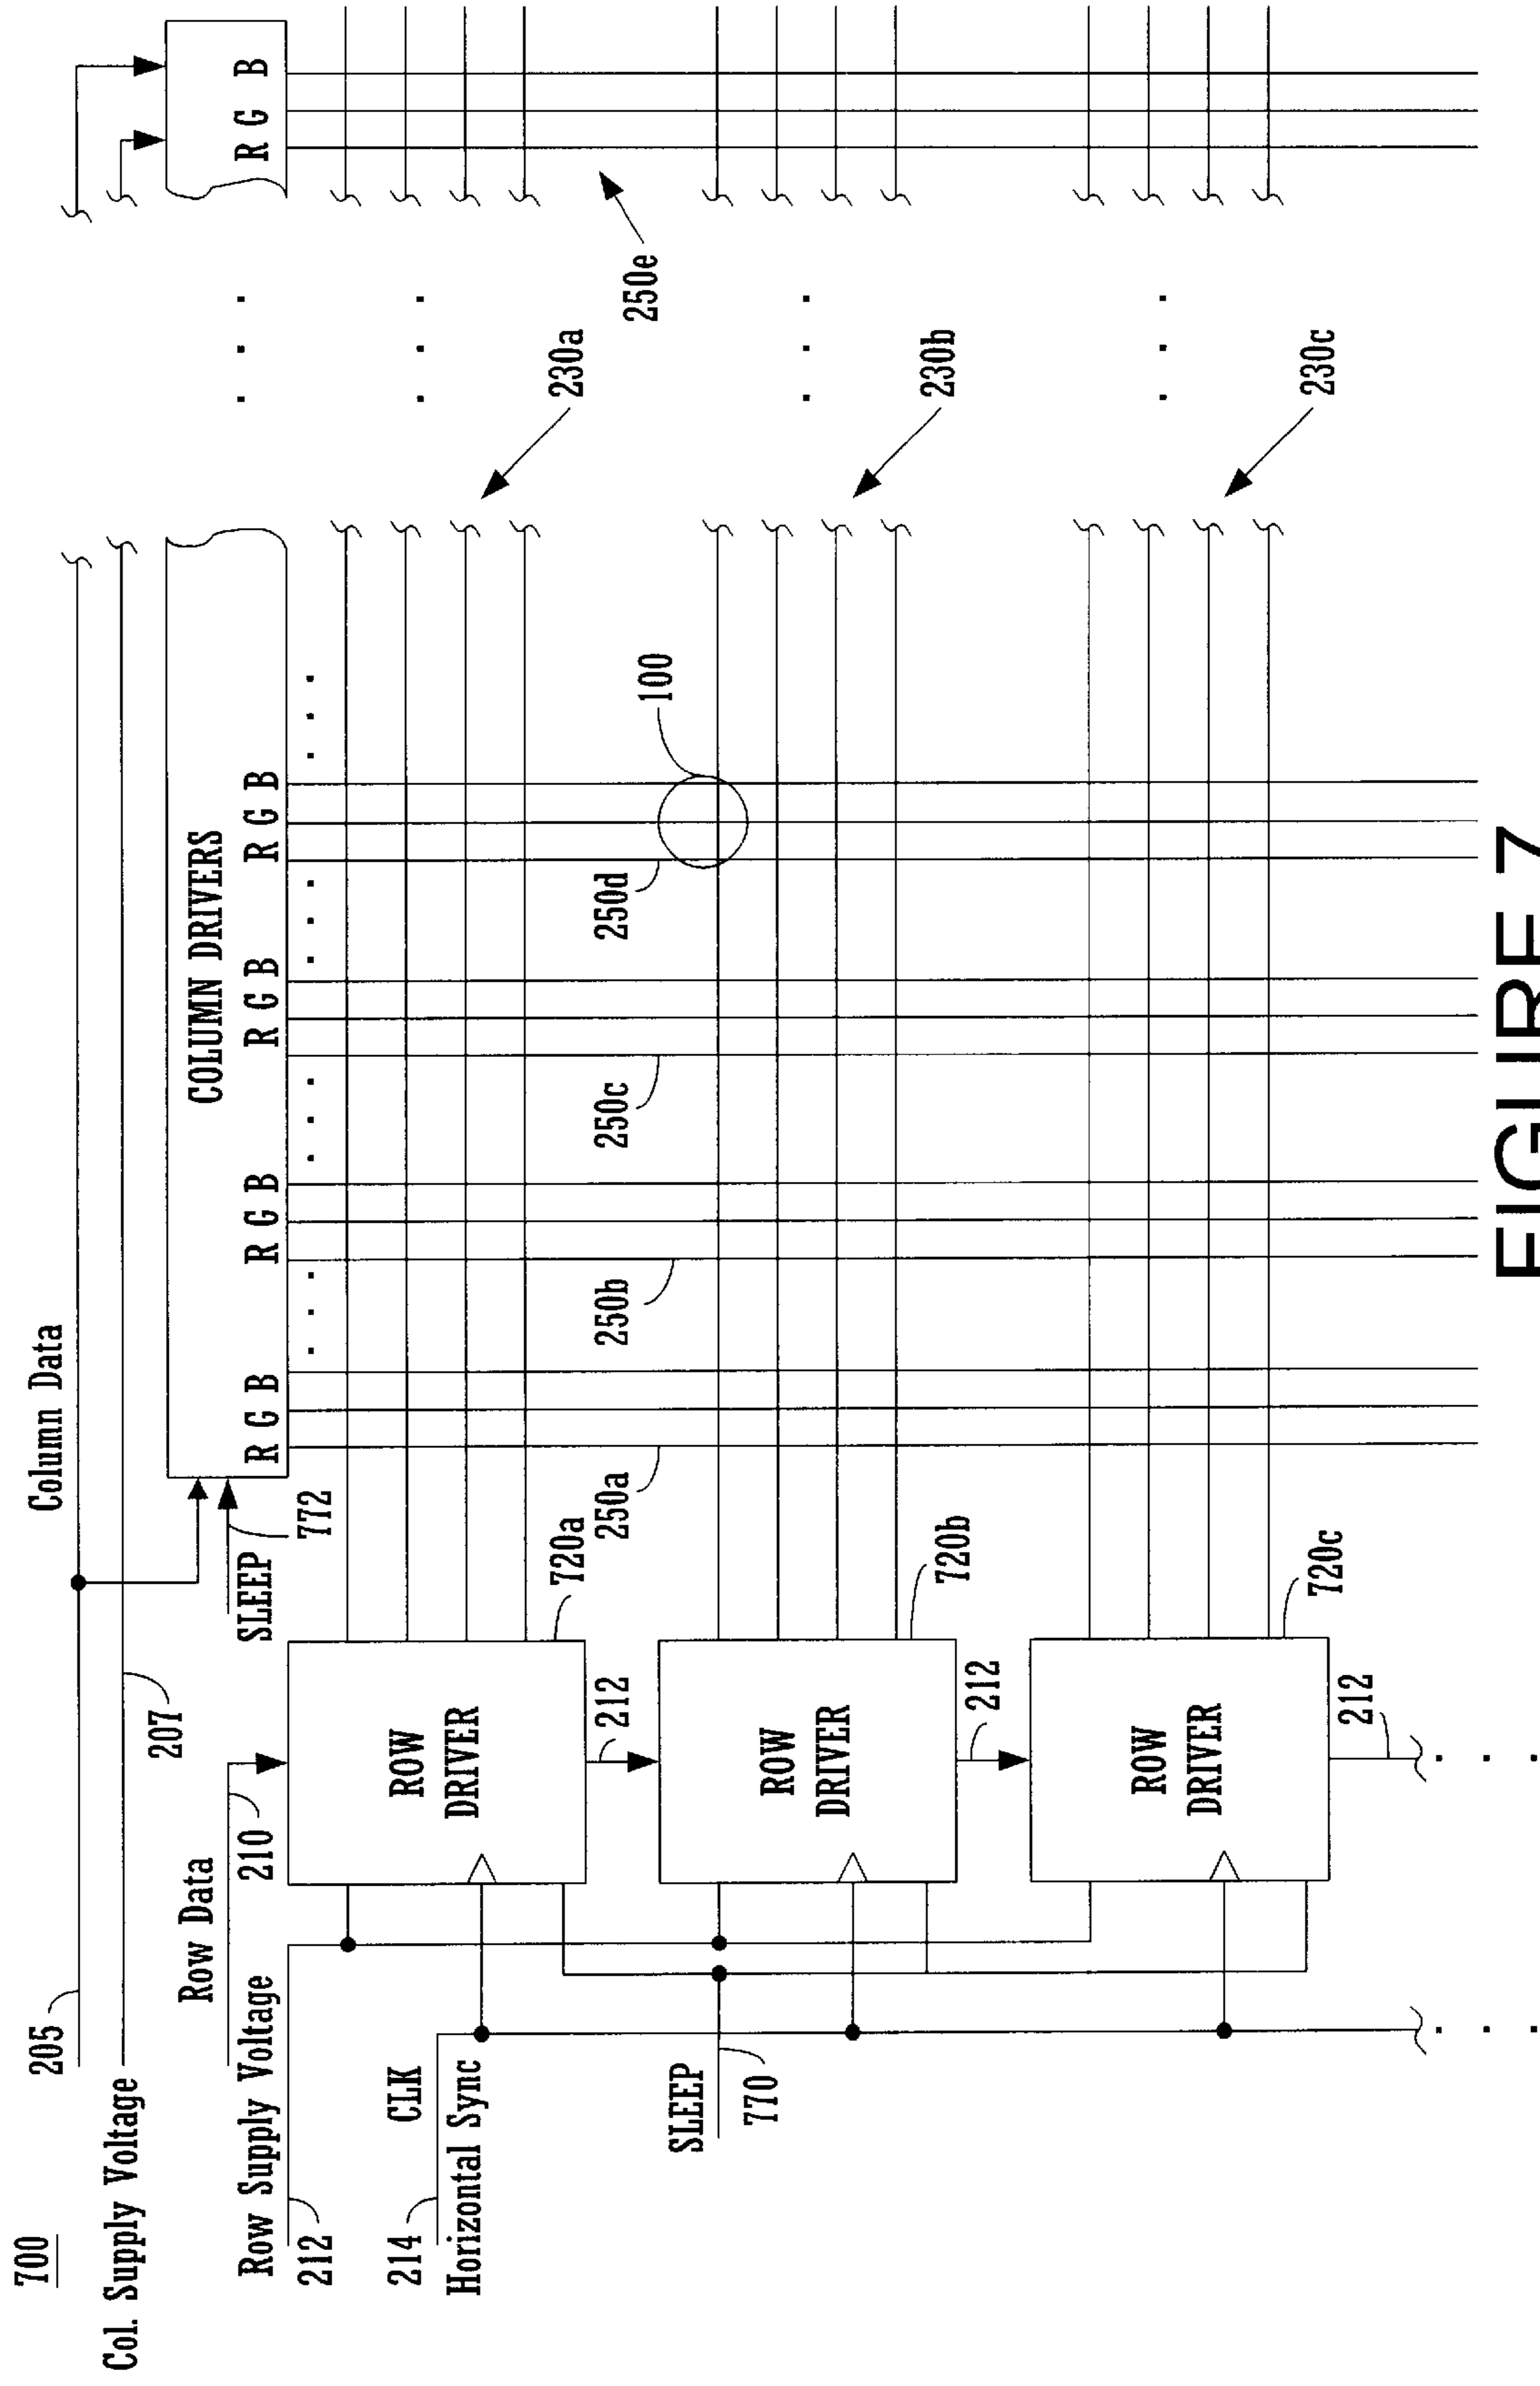 700
205
Column Data
Col. Supply Voltage
207
Row Data
210
SLEEP
772
COLUMN DRIVERS
R G B R G B R G B R G B R G B
Row Supply Voltage
212
214
CLK
Horizontal Sync
SLEEP
770
ROW
DRIVER
720a
212
ROW
DRIVER
720b
212
ROW
DRIVER
720c
212
250a
250b
250c
250d
100
250e
230a
230b
230c
FIGURE 7